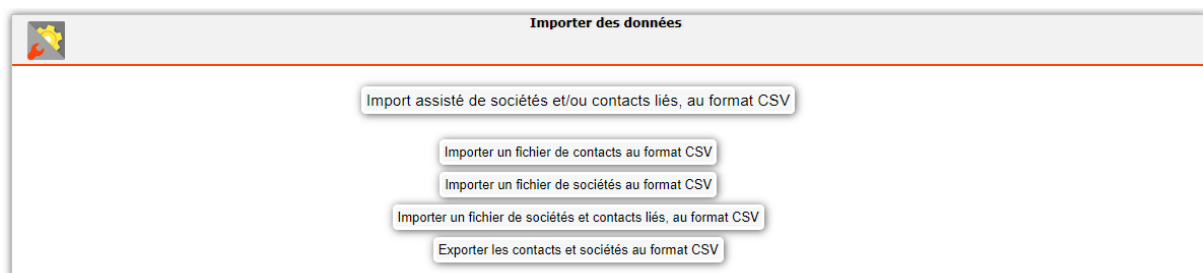 Importer des données
Import assisté de sociétés et/ou contacts liés, au format CSV
Importer un fichier de contacts au format CSV
Importer un fichier de sociétés au format CSV
Importer un fichier de sociétés et contacts liés, au format CSV
Exporter les contacts et sociétés au format CSV